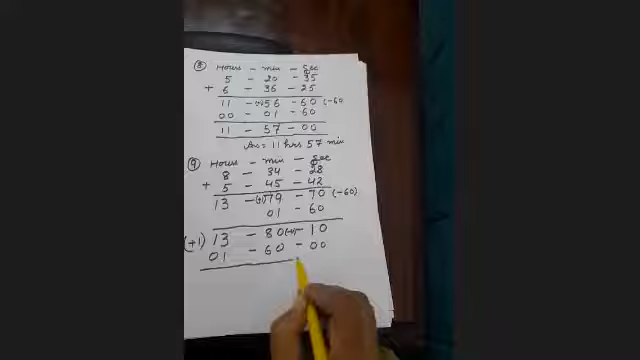 ⑧ Hours - min - Sec
5 - 20 - 35
+ 6 - 36 - 25
11 - (+1)56 - 60 (-60
00 - 01 - 60
11 - 57 - 00
Ans = 11 hrs 57 min
⑨ Hours - min - Sec
8 - 34 - 28
+ 5 - 45 - 42
13 - (+1)79 - 70 (-60)
01 - 60
(+1) 13 - 80 - 10
01 - 60 - 00